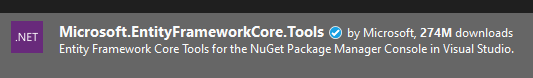 .NET
Microsoft.EntityFrameworkCore.Tools by Microsoft, 274M downloads
Entity Framework Core Tools for the NuGet Package Manager Console in Visual Studio.